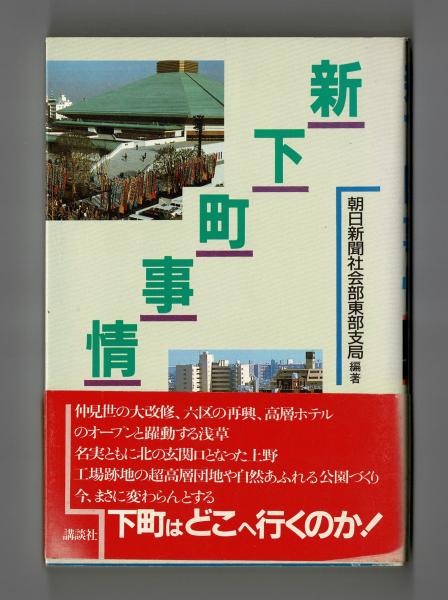 新下町事情
朝日新聞社会部東部支局 編著
仲見世の大改修、六区の再興、高層ホテル
のオープンと躍動する浅草
名実ともに北の玄関口となった上野
工場跡地の超高層団地や自然あふれる公園づくり
今、まさに変わらんとする
下町はどこへ行くのか!
講談社